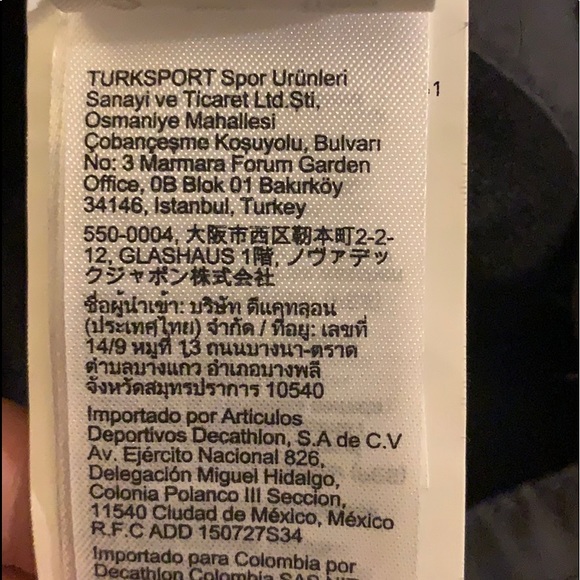 TURKSPORT Spor Ürünleri
Sanayi ve Ticaret Ltd.Şti,
Osmaniye Mahallesi
Çobançeşme Koşuyolu, Bulvarı
No: 3 Marmara Forum Garden
Office, 0B Blok 01 Bakırköy
34146, Istanbul, Turkey
550-0004, 大阪市西区靭本町2-2-
12, GLASHAUS 1階, ノヴァデッ
クジャポン株式会社
ชื่อผู้นำเข้า: บริษัท ดีแคทลอน
(ประเทศไทย) จำกัด / ที่อยู่: เลขที่
14/9 หมู่ที่ 13 ถนนบางนา-ตราด
ตำบลบางแก้ว อำเภอบางพลี
จังหวัดสมุทรปราการ 10540
Importado por Articulos
Deportivos Decathlon, S.A de C.V
Av. Ejército Nacional 826,
Delegación Miguel Hidalgo,
Colonia Polanco III Seccion,
11540 Ciudad de México, México
R.F.C ADD 150727S34
Importado para Colombia por
Decathlon Colombia SAS NIT